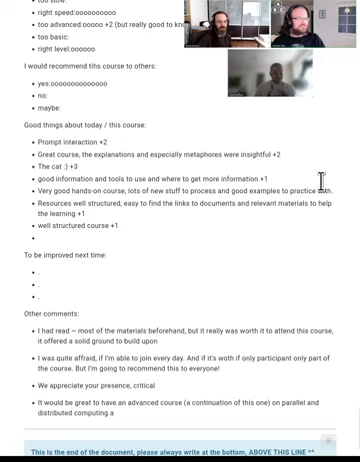 too slow:
right speed:oooooooooo
too advanced:ooooo +2 (but really good to kno
too basic:
right level:oooooo
I would recommend tihs course to others:
yes:oooooooooooooo
no:
maybe:
Good things about today / this course:
Prompt interaction +2
Great course, the explanations and especially metaphores were insightful +2
The cat :) +3
good information and tools to use and where to get more information +1
Very good hands-on course, lots of new stuff to process and good examples to practice with.
Resources well structured, easy to find the links to documents and relevant materials to help
the learning +1
well structured course +1
To be improved next time:
.
.
.
Other comments:
I had read ~ most of the materials beforehand, but it really was worth it to attend this course,
it offered a solid ground to build upon
I was quite affraid, if I'm able to join every day. And if it's woth if only participant only part of
the course. But I'm going to recommend this to everyone!
We appreciate your presence, critical
It would be great to have an advanced course (a continuation of this one) on parallel and
distributed computing a
This is the end of the document, please always write at the bottom, ABOVE THIS LINE ^^